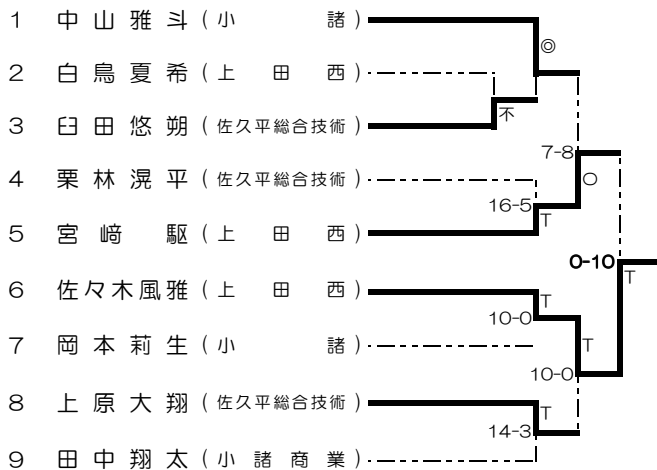 1 中山雅斗(小諸)
◎
2 白鳥夏希(上田西)
不
3 臼田悠朔(佐久平総合技術)
7-8
○
4 栗林滉平(佐久平総合技術)
16-5
T
5 宮﨑駆(上田西)
0-10
T
6 佐々木風雅(上田西)
T
10-0
7 岡本莉生(小諸)
T
10-0
8 上原大翔(佐久平総合技術)
T
14-3
9 田中翔太(小諸商業)